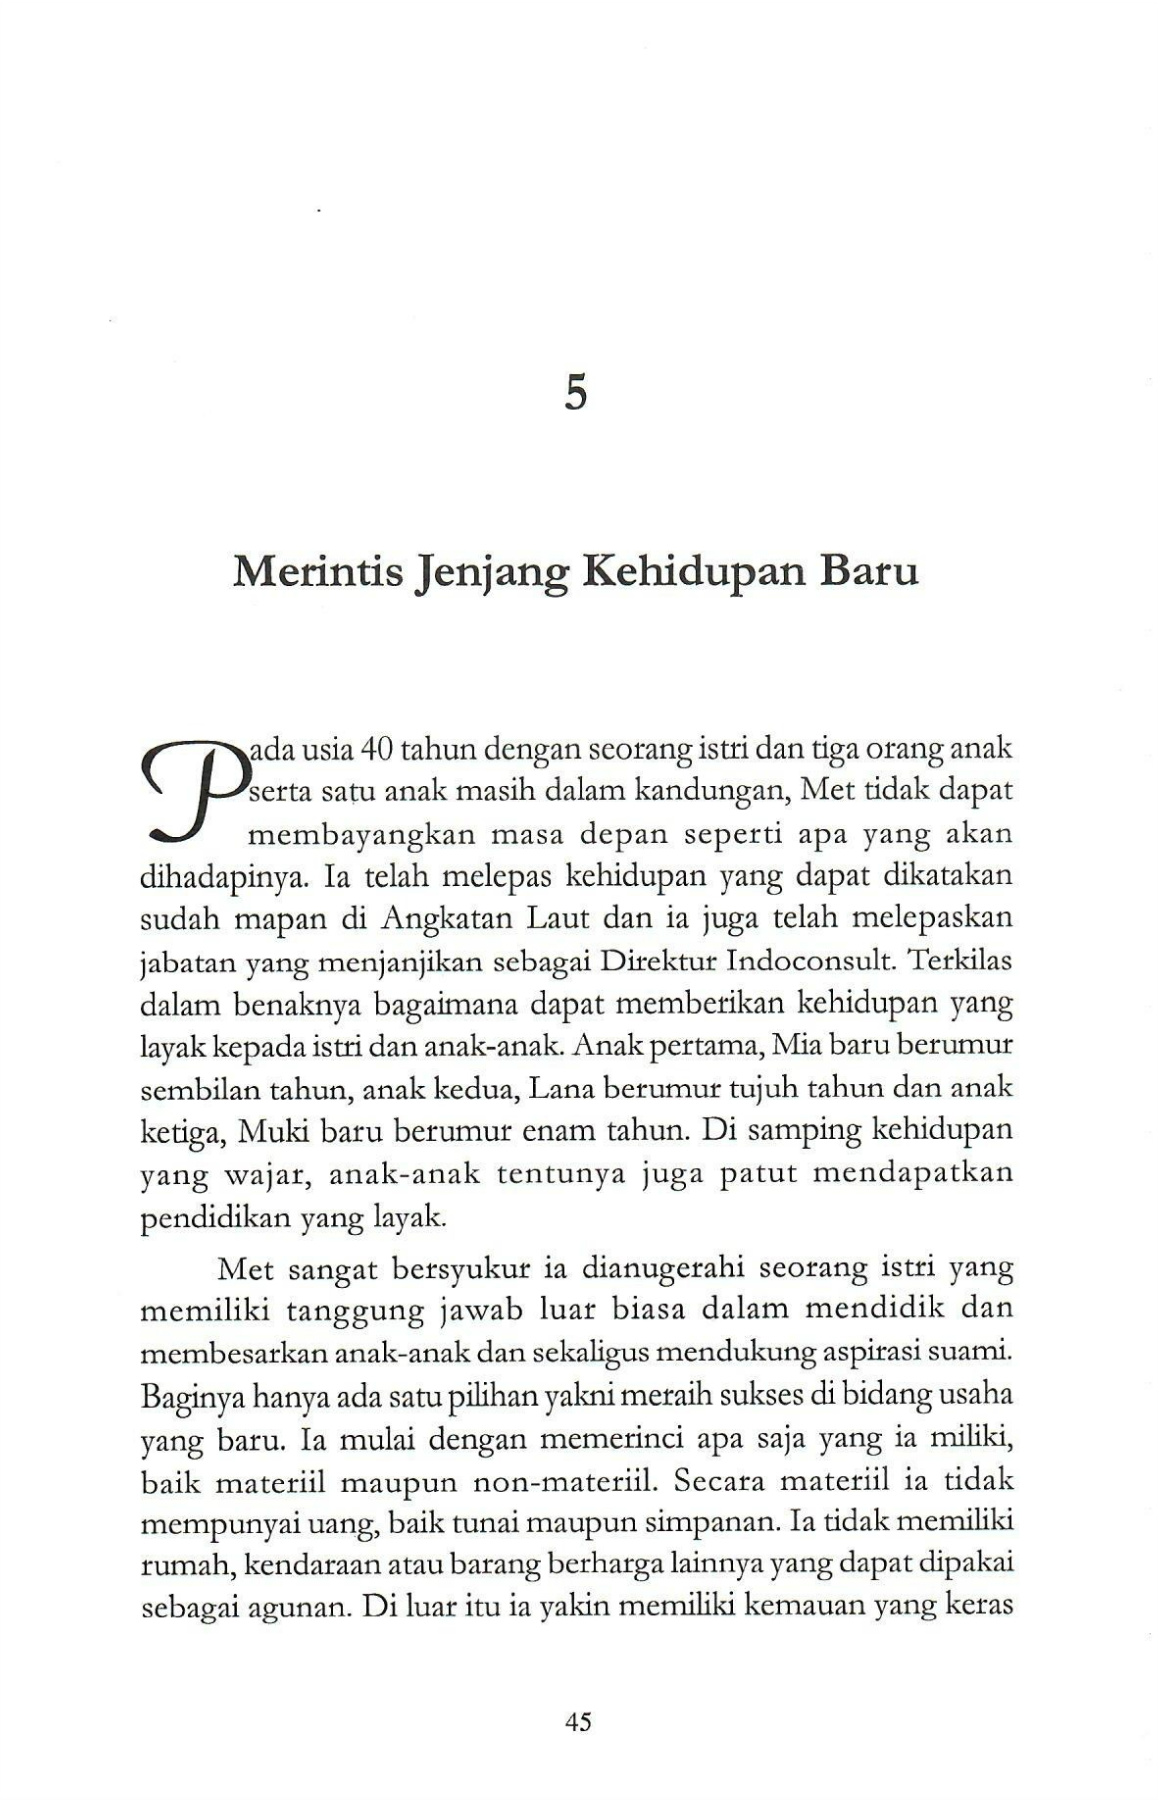 5
Merintis Jenjang Kehidupan Baru
Pada usia 40 tahun dengan seorang istri dan tiga orang anak
serta satu anak masih dalam kandungan, Met tidak dapat
membayangkan masa depan seperti apa yang akan
dihadapinya. Ia telah melepas kehidupan yang dapat dikatakan
sudah mapan di Angkatan Laut dan ia juga telah melepaskan
jabatan yang menjanjikan sebagai Direktur Indoconsult. Terkilas
dalam benaknya bagaimana dapat memberikan kehidupan yang
layak kepada istri dan anak-anak. Anak pertama, Mia baru berumur
sembilan tahun, anak kedua, Lana berumur tujuh tahun dan anak
ketiga, Muki baru berumur enam tahun. Di samping kehidupan
yang wajar, anak-anak tentunya juga patut mendapatkan
pendidikan yang layak.
Met sangat bersyukur ia dianugerahi seorang istri yang
memiliki tanggung jawab luar biasa dalam mendidik dan
membesarkan anak-anak dan sekaligus mendukung aspirasi suami.
Baginya hanya ada satu pilihan yakni meraih sukses di bidang usaha
yang baru. Ia mulai dengan memerinci apa saja yang ia miliki,
baik materiil maupun non-materiil. Secara materiil ia tidak
mempunyai uang, baik tunai maupun simpanan. Ia tidak memiliki
rumah, kendaraan atau barang berharga lainnya yang dapat dipakai
sebagai agunan. Di luar itu ia yakin memiliki kemauan yang keras
45